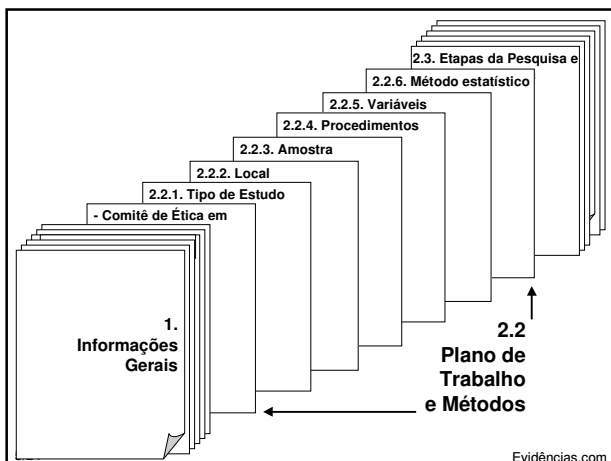 2.3. Etapas da Pesquisa e
2.2.6. Método estatístico
2.2.5. Variáveis
2.2.4. Procedimentos
2.2.3. Amostra
2.2.2. Local
2.2.1. Tipo de Estudo
- Comitê de Ética em
1.
Informações
Gerais
2.2
Plano de
Trabalho
e Métodos
Evidências.com